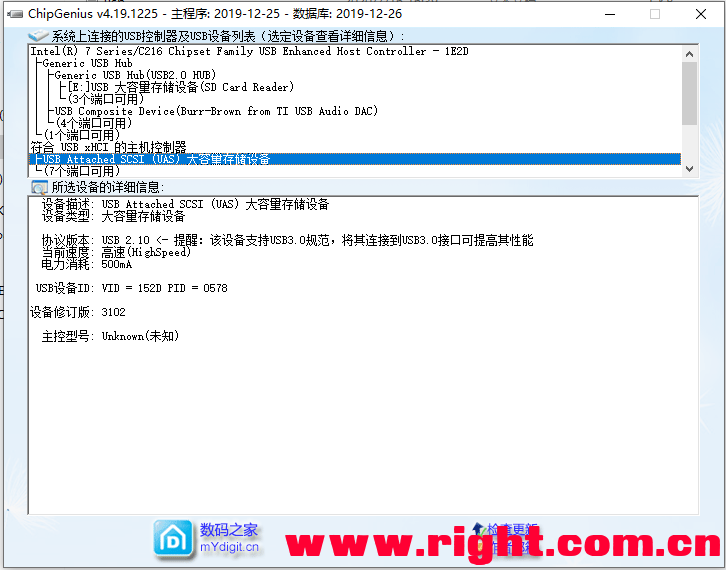 ChipGenius v4.19.1225 - 主程序: 2019-12-25 - 数据库: 2019-12-26
系统上连接的USB控制器及USB设备列表（选定设备查看详细信息）:
Intel(R) 7 Series/C216 Chipset Family USB Enhanced Host Controller - 1E2D
Generic USB Hub
Generic USB Hub(USB2.0 HUB)
[E:]USB 大容量存储设备(SD Card Reader)
(3个端口可用)
USB Composite Device(Burr-Brown from TI USB Audio DAC)
(4个端口可用)
(1个端口可用)
符合 USB xHCI 的主机控制器
USB Attached SCSI (UAS) 大容量存储设备
(7个端口可用)
所选设备的详细信息:
设备描述: USB Attached SCSI (UAS) 大容量存储设备
设备类型: 大容量存储设备
协议版本: USB 2.10 <- 提醒：该设备支持USB3.0规范，将其连接到USB3.0接口可提高其性能
当前速度: 高速(HighSpeed)
电力消耗: 500mA
USB设备ID: VID = 152D PID = 0578
设备修订版: 3102
主控型号: Unknown(未知)
数码之家
mYdigit.cn
检查更新
www.right.com.cn